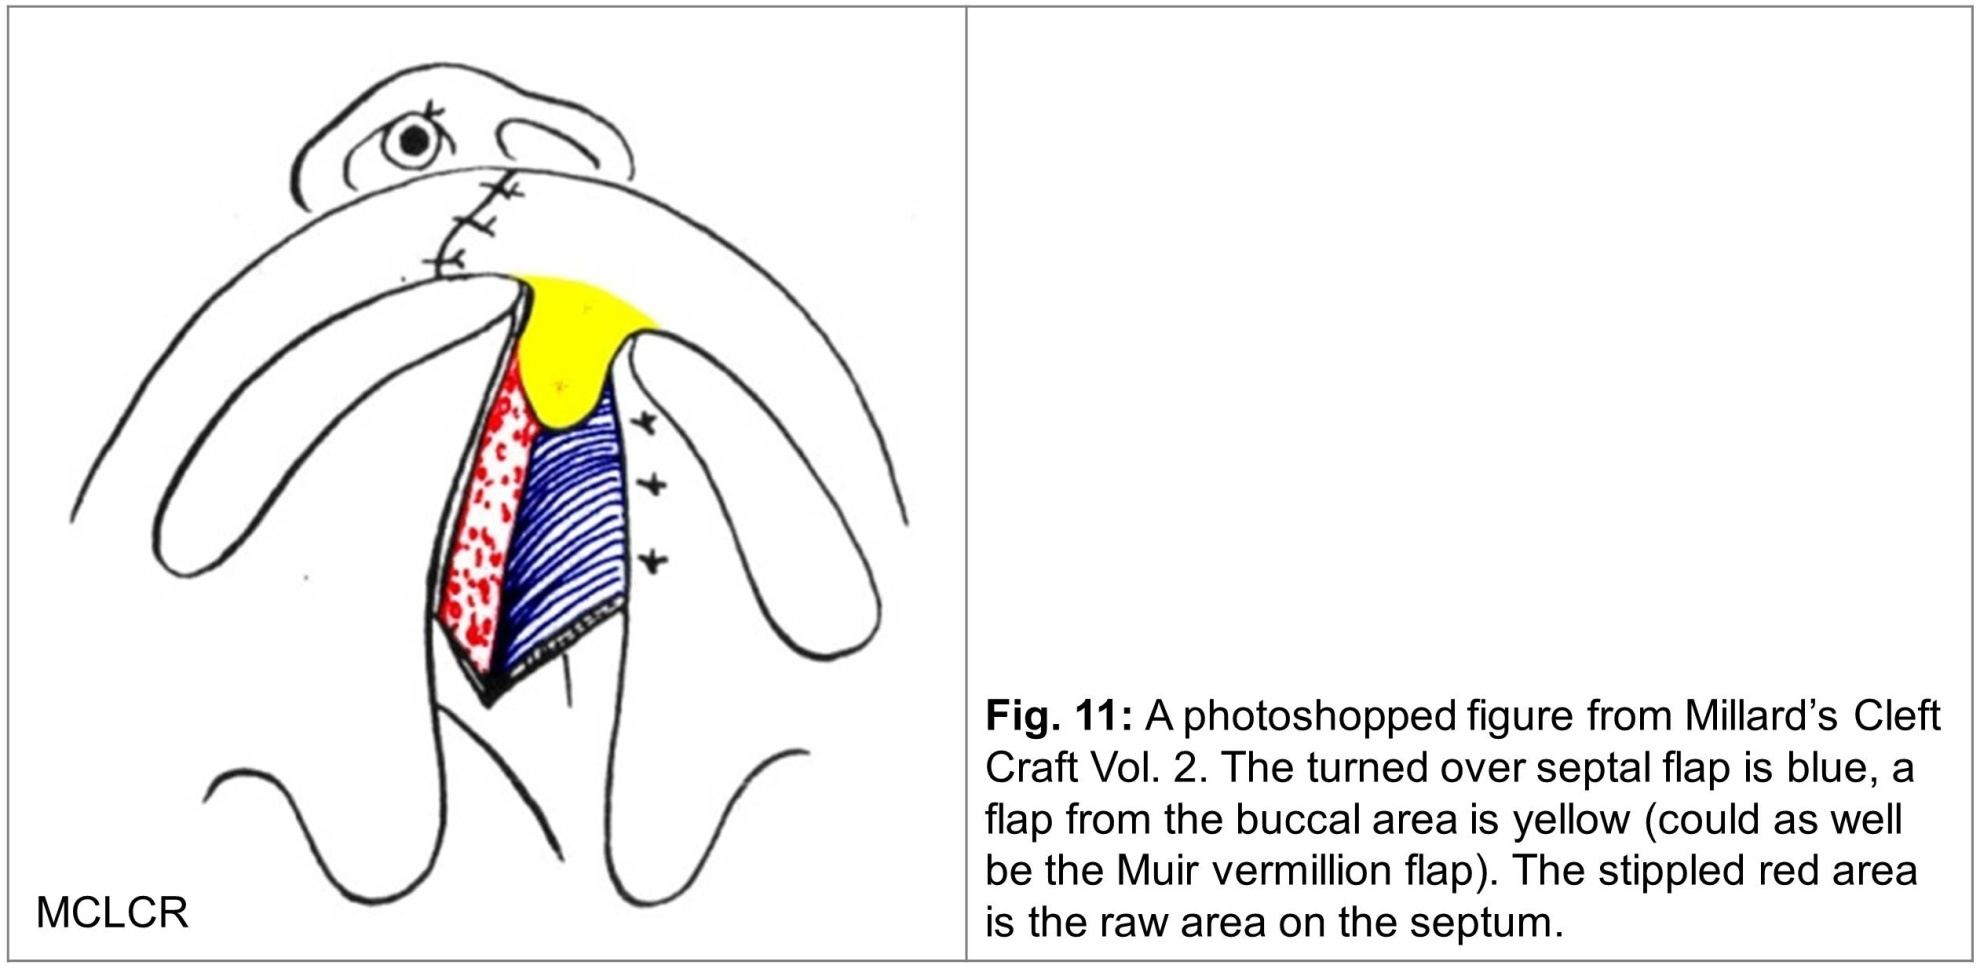 MCLCR
Fig. 11: A photoshopped figure from Millard’s Cleft
Craft Vol. 2. The turned over septal flap is blue, a
flap from the buccal area is yellow (could as well
be the Muir vermillion flap). The stippled red area
is the raw area on the septum.